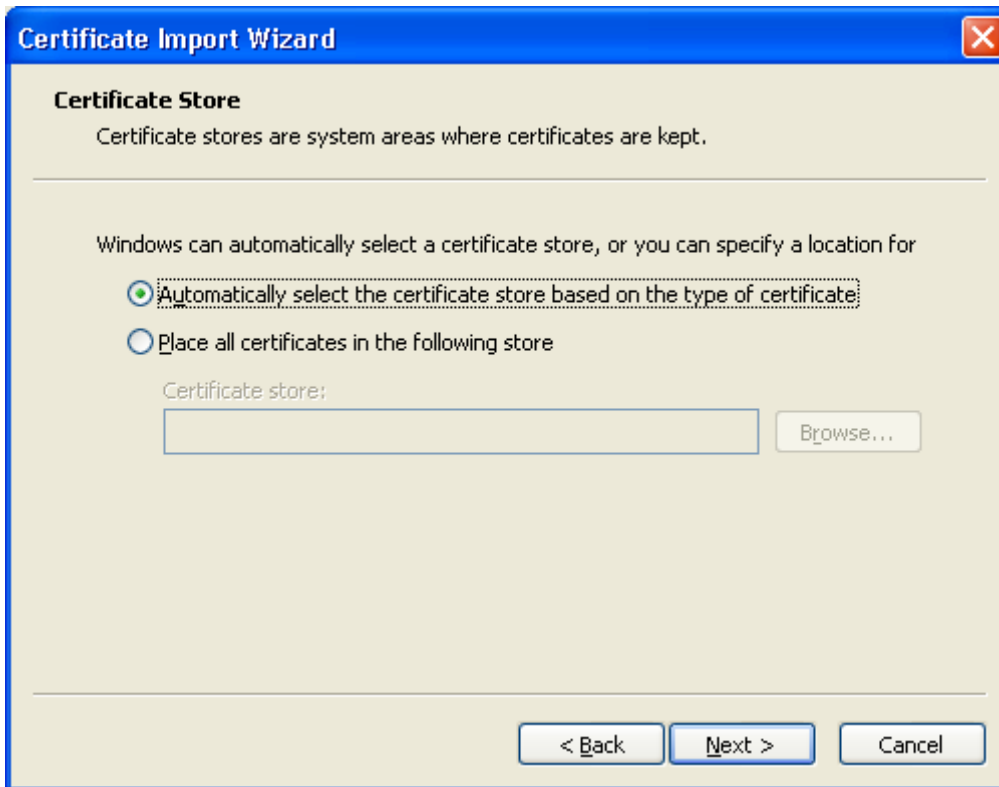 Certificate Import Wizard
Certificate Store
Certificate stores are system areas where certificates are kept.
Windows can automatically select a certificate store, or you can specify a location for
Automatically select the certificate store based on the type of certificate
Place all certificates in the following store
Certificate store:
Browse...
< Back
Next >
Cancel